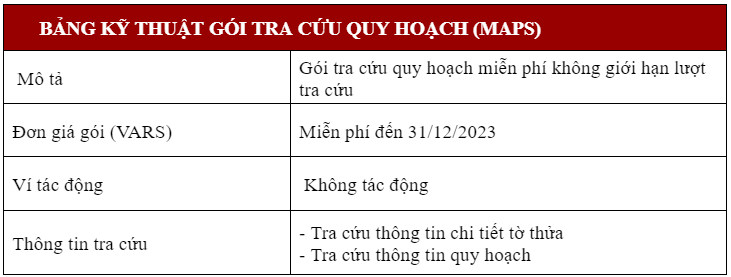 BẢNG KỸ THUẬT GÓI TRA CỨU QUY HOẠCH (MAPS)
Mô tả
Gói tra cứu quy hoạch miễn phí không giới hạn lượt
tra cứu
Đơn giá gói (VARS)
Miễn phí đến 31/12/2023
Ví tác động
Không tác động
Thông tin tra cứu
- Tra cứu thông tin chi tiết tờ thửa
- Tra cứu thông tin quy hoạch